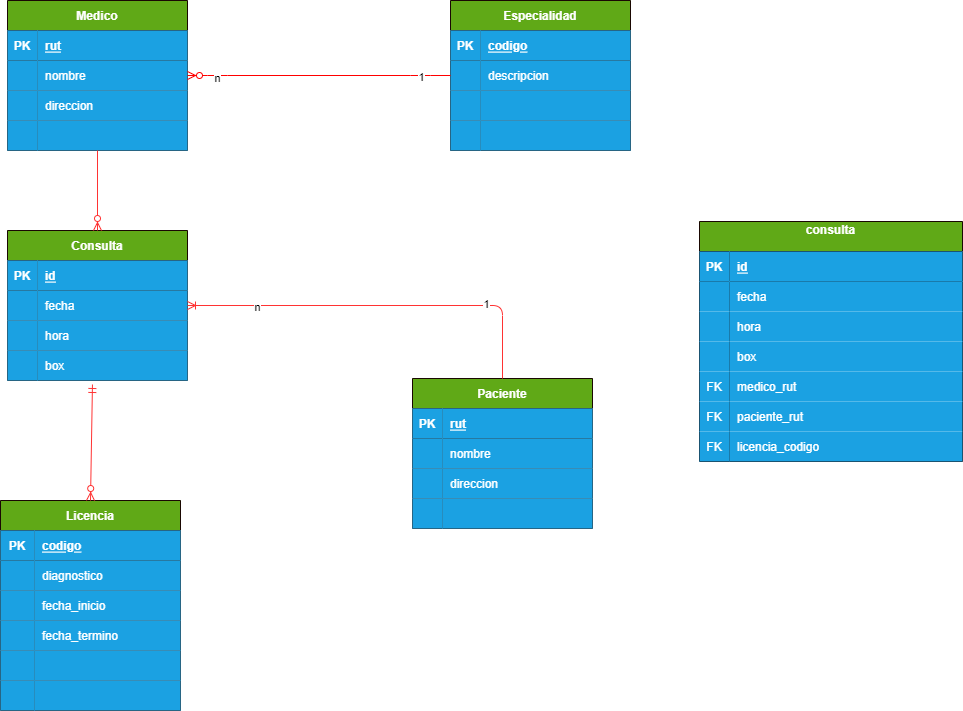 Medico
PK rut
nombre
direccion
Especialidad
PK codigo
descripcion
n
1
Consulta
PK id
fecha
hora
box
n
1
Paciente
PK rut
nombre
direccion
Licencia
PK codigo
diagnostico
fecha_inicio
fecha_termino
consulta
PK id
fecha
hora
box
FK medico_rut
FK paciente_rut
FK licencia_codigo